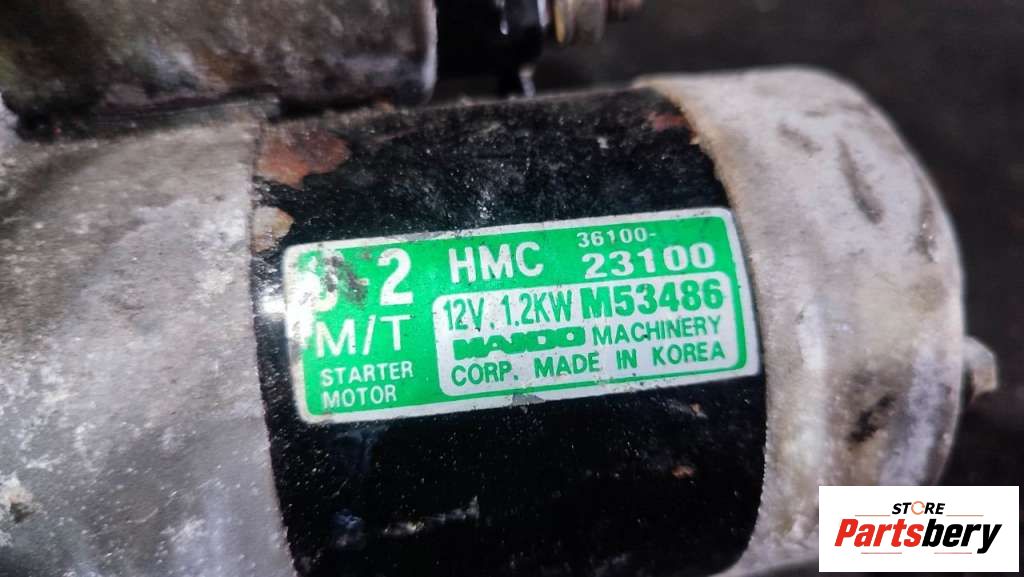 -2
M/T
STARTER
MOTOR
HMC 36100-
23100
12V. 1.2KW M53486
MANDO MACHINERY
CORP. MADE IN KOREA
STORE
Partsbery